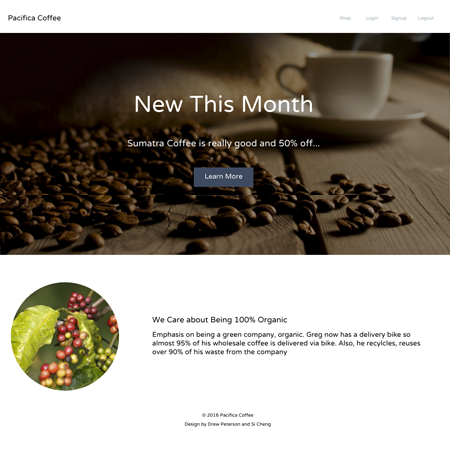 Pacifica Coffee Shop Login Signup Logout
New This Month
Sumatra Coffee is really good and 50% off...
Learn More
We Care about Being 100% Organic
Emphasis on being a green company, organic. Greg now has a delivery bike so
almost 95% of his wholesale coffee is delivered via bike. Also, he recylcles, reuses
over 90% of his waste from the company
© 2016 Pacifica Coffee
Design by Drew Peterson and Si Cheng